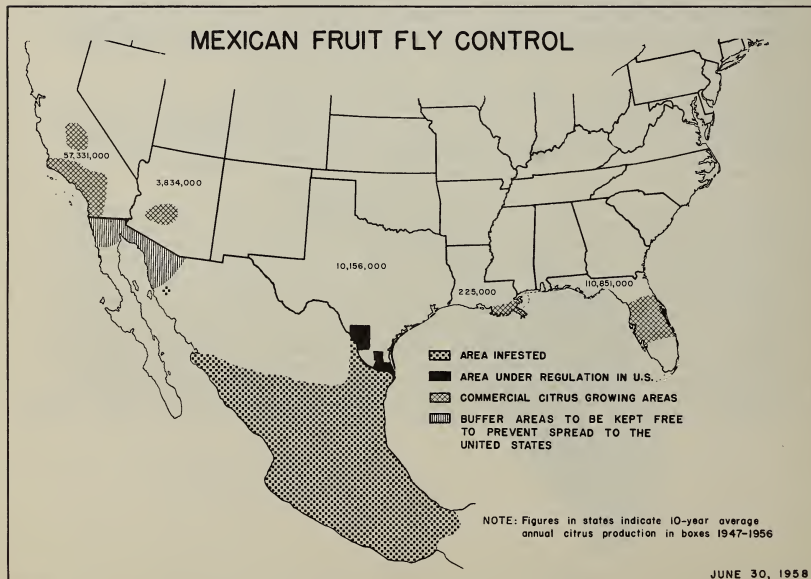 MEXICAN FRUIT FLY CONTROL
57,331,000
3,834,000
10,156,000
225,000
110,851,000
AREA INFESTED
AREA UNDER REGULATION IN U.S.
COMMERCIAL CITRUS GROWING AREAS
BUFFER AREAS TO BE KEPT FREE
TO PREVENT SPREAD TO THE
UNITED STATES
NOTE: Figures in states indicate 10-year average
annual citrus production in boxes 1947-1956
JUNE 30, 1958